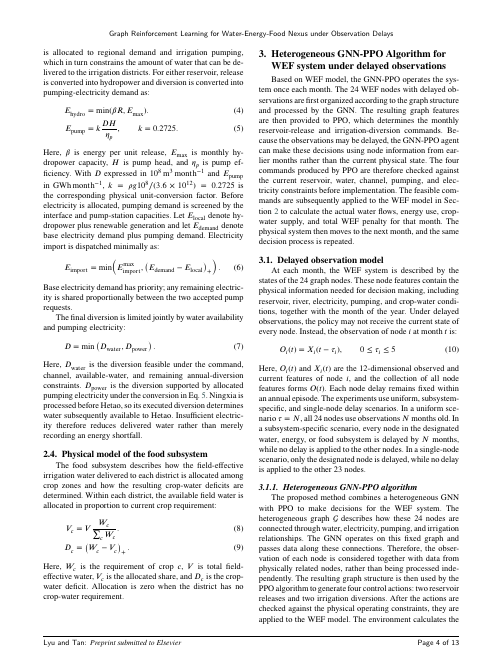 Graph Reinforcement Learning for Water-Energy-Food Nexus under Observation Delays
is allocated to regional demand and irrigation pumping,
which in turn constrains the amount of water that can be de-
livered to the irrigation districts. For either reservoir, release
is converted into hydropower and diversion is converted into
pumping-electricity demand as:
E_hydro = min(βR, E_max). (4)
E_pump = k DH/η_p, k = 0.2725. (5)
Here, β is energy per unit release, E_max is monthly hy-
dropower capacity, H is pump head, and η_p is pump ef-
ficiency. With D expressed in 10⁸ m³ month⁻¹ and E_pump
in GWh month⁻¹, k = ρg10⁸/(3.6 × 10¹²) = 0.2725 is
the corresponding physical unit-conversion factor. Before
electricity is allocated, pumping demand is screened by the
interface and pump-station capacities. Let E_local denote hy-
dropower plus renewable generation and let E_demand denote
base electricity demand plus pumping demand. Electricity
import is dispatched minimally as:
E_import = min(E_import^max, (E_demand − E_local)_+). (6)
Base electricity demand has priority; any remaining electric-
ity is shared proportionally between the two accepted pump
requests.
The final diversion is limited jointly by water availability
and pumping electricity:
D = min (D_water, D_power). (7)
Here, D_water is the diversion feasible under the command,
channel, available-water, and remaining annual-diversion
constraints. D_power is the diversion supported by allocated
pumping electricity under the conversion in Eq. 5. Ningxia is
processed before Hetao, so its executed diversion determines
water subsequently available to Hetao. Insufficient electric-
ity therefore reduces delivered water rather than merely
recording an energy shortfall.
2.4. Physical model of the food subsystem
The food subsystem describes how the field-effective
irrigation water delivered to each district is allocated among
crop zones and how the resulting crop-water deficits are
determined. Within each district, the available field water is
allocated in proportion to current crop requirement:
V_c = V W_c/∑_c W_c. (8)
D_c = (W_c − V_c)_+. (9)
Here, W_c is the requirement of crop c, V is total field-
effective water, V_c is the allocated share, and D_c is the crop-
water deficit. Allocation is zero when the district has no
crop-water requirement.
3. Heterogeneous GNN-PPO Algorithm for
WEF system under delayed observations
Based on WEF model, the GNN-PPO operates the sys-
tem once each month. The 24 WEF nodes with delayed ob-
servations are first organized according to the graph structure
and processed by the GNN. The resulting graph features
are then provided to PPO, which determines the monthly
reservoir-release and irrigation-diversion commands. Be-
cause the observations may be delayed, the GNN-PPO agent
can make these decisions using node information from ear-
lier months rather than the current physical state. The four
commands produced by PPO are therefore checked against
the current reservoir, water, channel, pumping, and elec-
tricity constraints before implementation. The feasible com-
mands are subsequently applied to the WEF model in Sec-
tion 2 to calculate the actual water flows, energy use, crop-
water supply, and total WEF penalty for that month. The
physical system then moves to the next month, and the same
decision process is repeated.
3.1. Delayed observation model
At each month, the WEF system is described by the
states of the 24 graph nodes. These node features contain the
physical information needed for decision making, including
reservoir, river, electricity, pumping, and crop-water condi-
tions, together with the month of the year. Under delayed
observations, the policy may not receive the current state of
every node. Instead, the observation of node i at month t is:
O_i(t) = X_i(t − τ_i), 0 ≤ τ_i ≤ 5 (10)
Here, O_i(t) and X_i(t) are the 12-dimensional observed and
current features of node i, and the collection of all node
features forms O(t). Each node delay remains fixed within
an annual episode. The experiments use uniform, subsystem-
specific, and single-node delay scenarios. In a uniform sce-
nario τ = N, all 24 nodes use observations N months old. In
a subsystem-specific scenario, every node in the designated
water, energy, or food subsystem is delayed by N months,
while no delay is applied to the other nodes. In a single-node
scenario, only the designated node is delayed, while no delay
is applied to the other 23 nodes.
3.1.1. Heterogeneous GNN-PPO algorithm
The proposed method combines a heterogeneous GNN
with PPO to make decisions for the WEF system. The
heterogeneous graph G describes how these 24 nodes are
connected through water, electricity, pumping, and irrigation
relationships. The GNN operates on this fixed graph and
passes data along these connections. Therefore, the obser-
vation of each node is considered together with data from
physically related nodes, rather than being processed inde-
pendently. The resulting graph structure is then used by the
PPO algorithm to generate four control actions: two reservoir
releases and two irrigation diversions. After the actions are
checked against the physical operating constraints, they are
applied to the WEF model. The environment calculates the
Lyu and Tan: Preprint submitted to Elsevier
Page 4 of 13